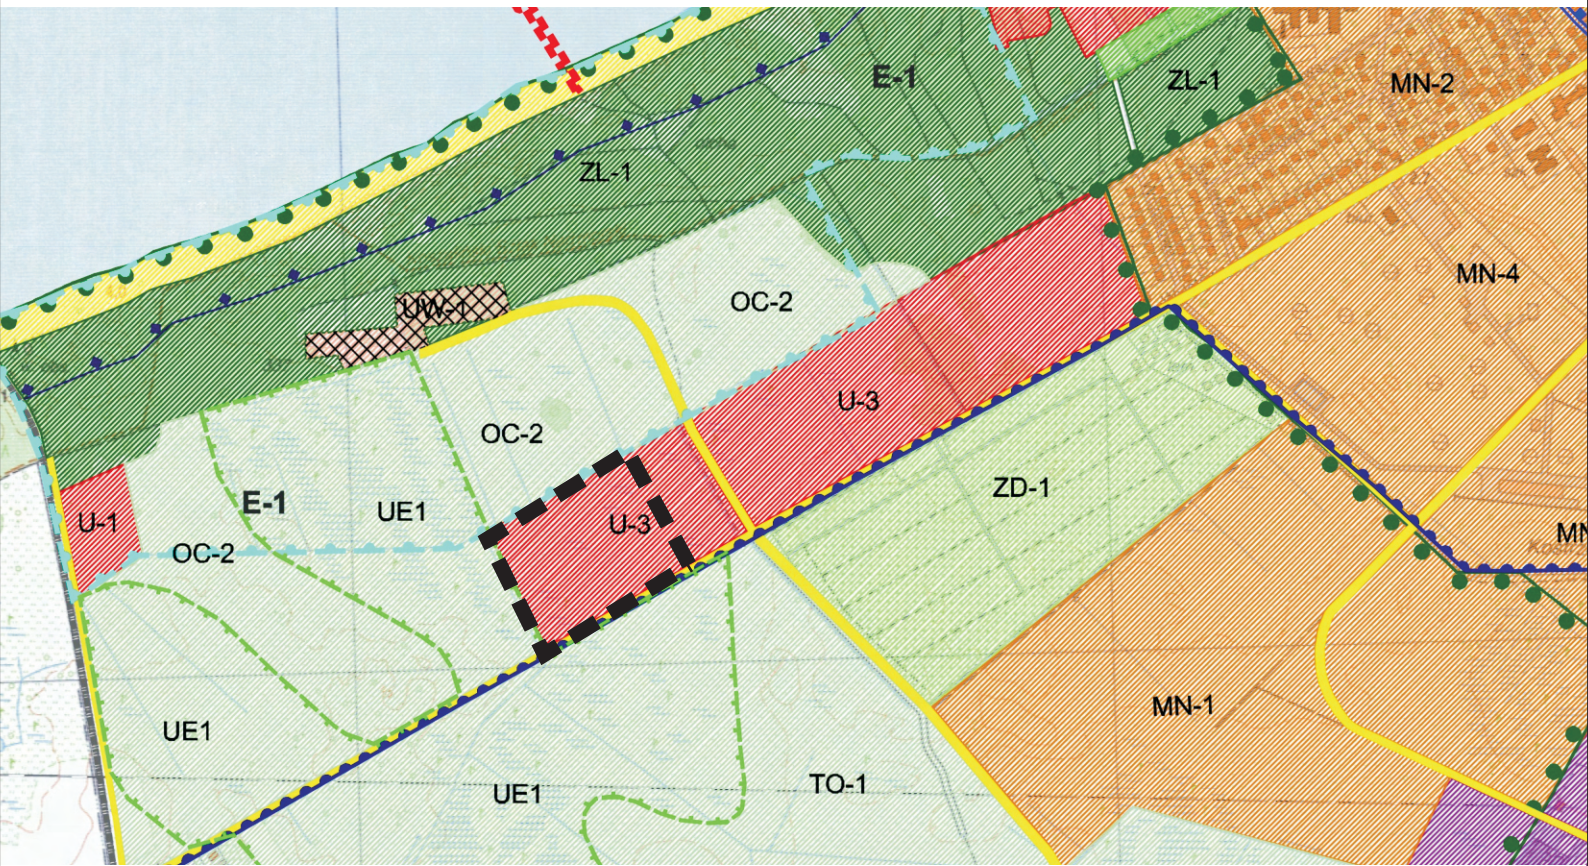 E-1
ZL-1
MN-2
ZL-1
MN-4
OC-2
UW-1
U-3
OC-2
ZD-1
E-1
UE1
U-1
U-3
OC-2
MN-1
UE1
UE1
TO-1